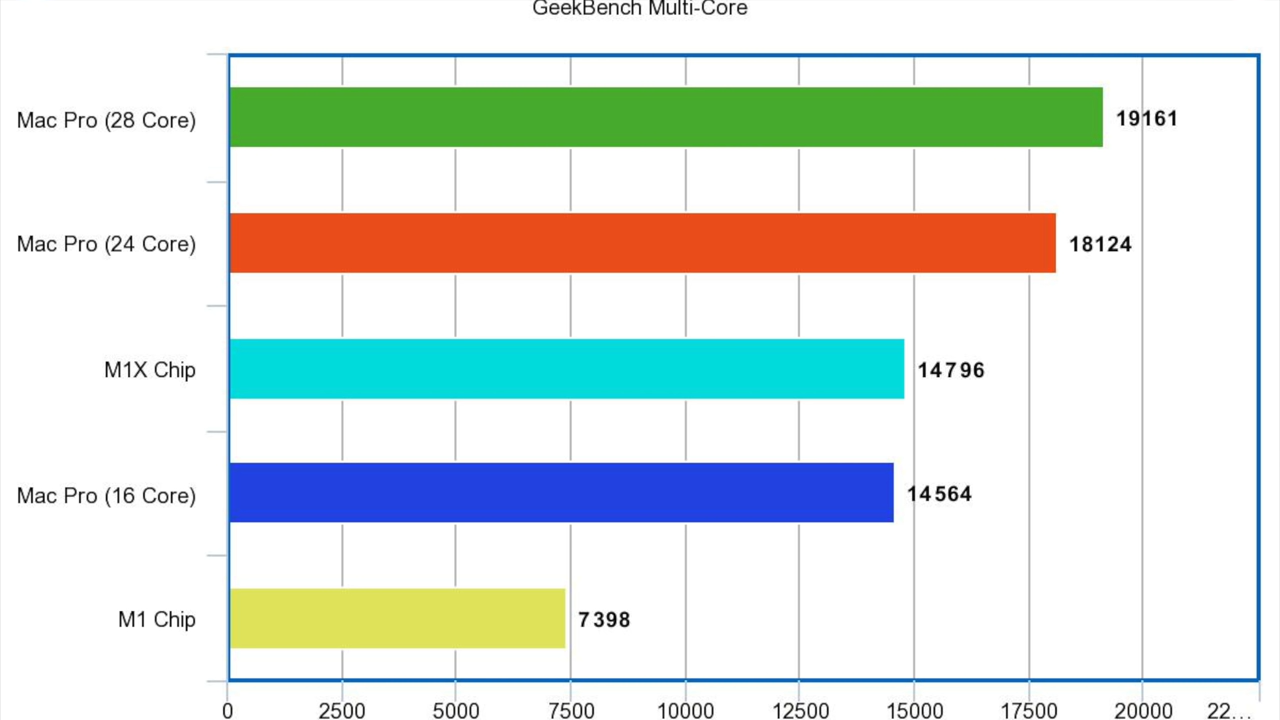 GeekBench Multi-Core
Mac Pro (28 Core)
19161
Mac Pro (24 Core)
18124
M1X Chip
14796
Mac Pro (16 Core)
14564
M1 Chip
7398
0 2500 5000 7500 10000 12500 15000 17500 20000 22...